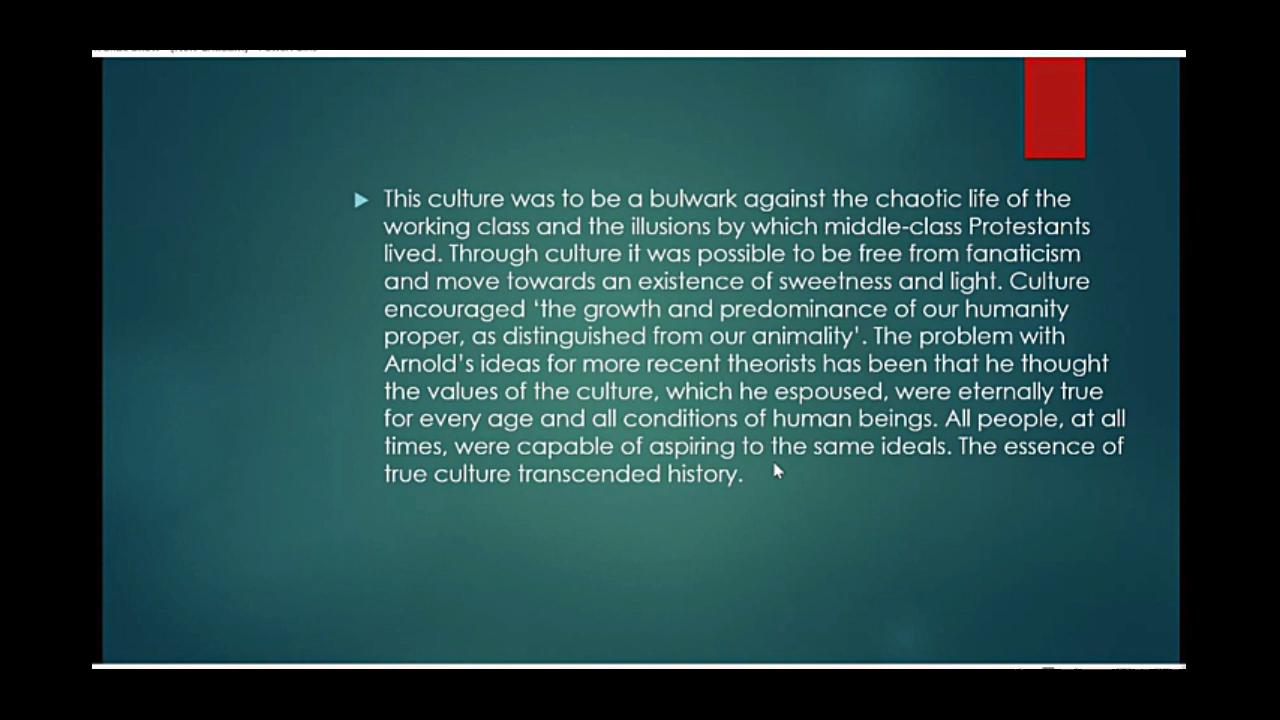 This culture was to be a bulwark against the chaotic life of the
working class and the illusions by which middle-class Protestants
lived. Through culture it was possible to be free from fanaticism
and move towards an existence of sweetness and light. Culture
encouraged ‘the growth and predominance of our humanity
proper, as distinguished from our animality’. The problem with
Arnold’s ideas for more recent theorists has been that he thought
the values of the culture, which he espoused, were eternally true
for every age and all conditions of human beings. All people, at all
times, were capable of aspiring to the same ideals. The essence of
true culture transcended history.